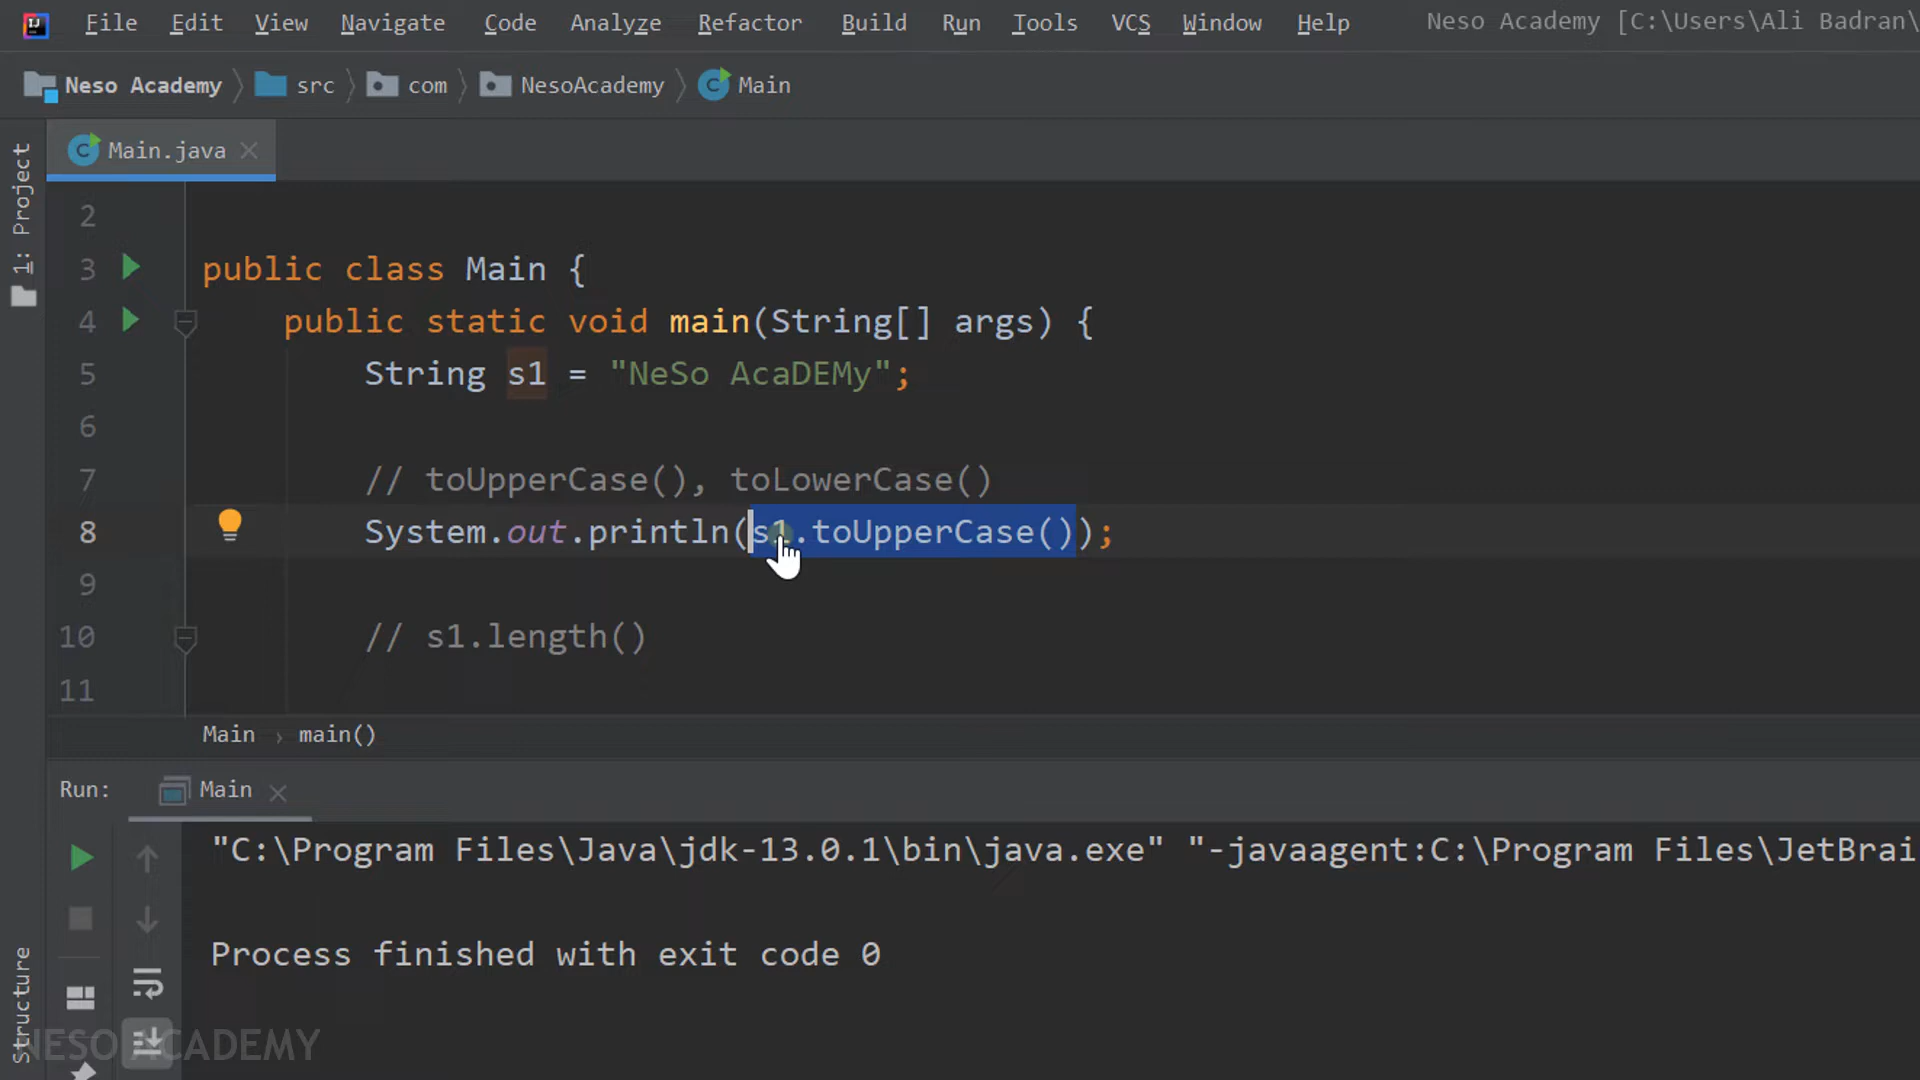 File Edit View Navigate Code Analyze Refactor Build Run Tools VCS Window Help Neso Academy [C:\Users\Ali Badran\
Neso Academy src com NesoAcademy Main
Main.java
1: Project
2
3 public class Main {
4 public static void main(String[] args) {
5 String s1 = "NeSo AcaDEMy";
6
7 // toUpperCase(), toLowerCase()
8 System.out.println(s1.toUpperCase());
9
10 // s1.length()
11
Main › main()
Run: Main
"C:\Program Files\Java\jdk-13.0.1\bin\java.exe" "-javaagent:C:\Program Files\JetBrai
Process finished with exit code 0
Structure
NESO ACADEMY